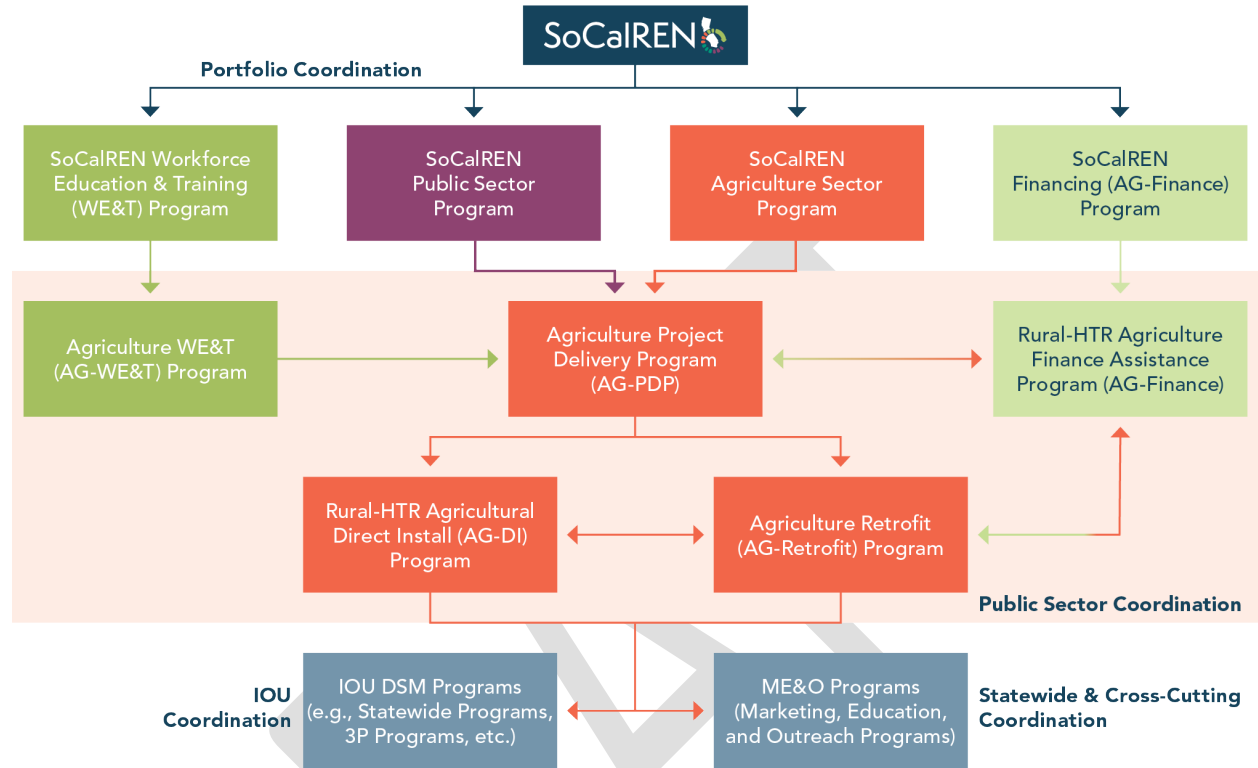 SoCalREN
Portfolio Coordination
SoCalREN Workforce
Education & Training
(WE&T) Program
SoCalREN
Public Sector
Program
SoCalREN
Agriculture Sector
Program
SoCalREN
Financing (AG-Finance)
Program
Agriculture WE&T
(AG-WE&T) Program
Agriculture Project
Delivery Program
(AG-PDP)
Rural-HTR Agriculture
Finance Assistance
Program (AG-Finance)
Rural-HTR Agricultural
Direct Install (AG-DI)
Program
Agriculture Retrofit
(AG-Retrofit) Program
Public Sector Coordination
IOU
Coordination
IOU DSM Programs
(e.g., Statewide Programs,
3P Programs, etc.)
ME&O Programs
(Marketing, Education,
and Outreach Programs)
Statewide & Cross-Cutting
Coordination